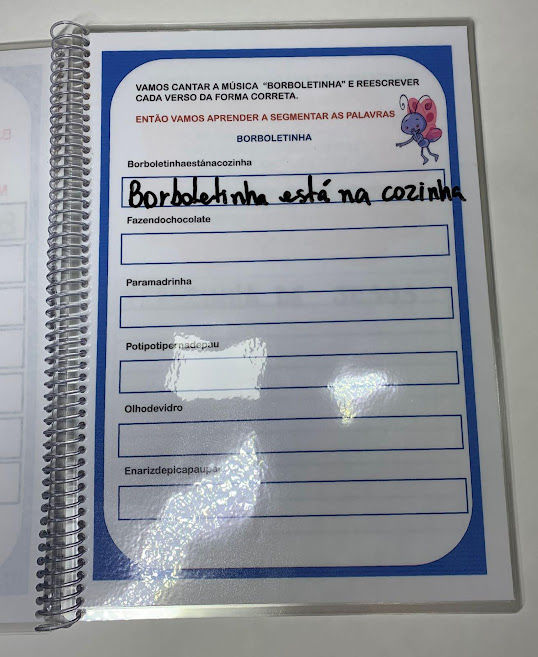 VAMOS CANTAR A MÚSICA "BORBOLETINHA" E REESCREVER
CADA VERSO DA FORMA CORRETA.
ENTÃO VAMOS APRENDER A SEGMENTAR AS PALAVRAS
BORBOLETINHA
Borboletinhaestánacozinha
Borboletinha está na cozinha
Fazendochocolate
Paramadrinha
Potipotipernadepau
Olhodevidro
Enarizdepicapaupau